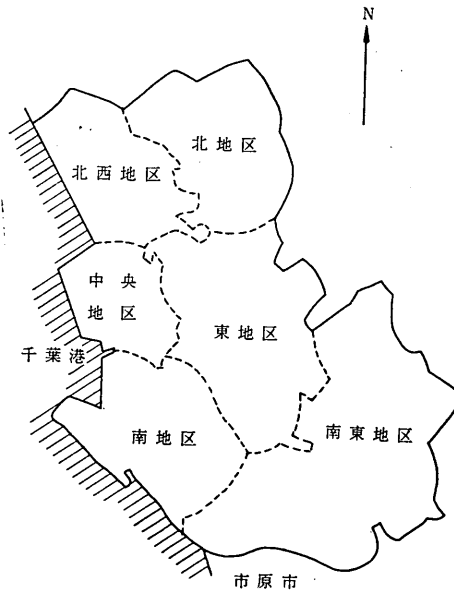 N
北地区
北西地区
中央
地区
東地区
千葉港
南地区
南東地区
市原市